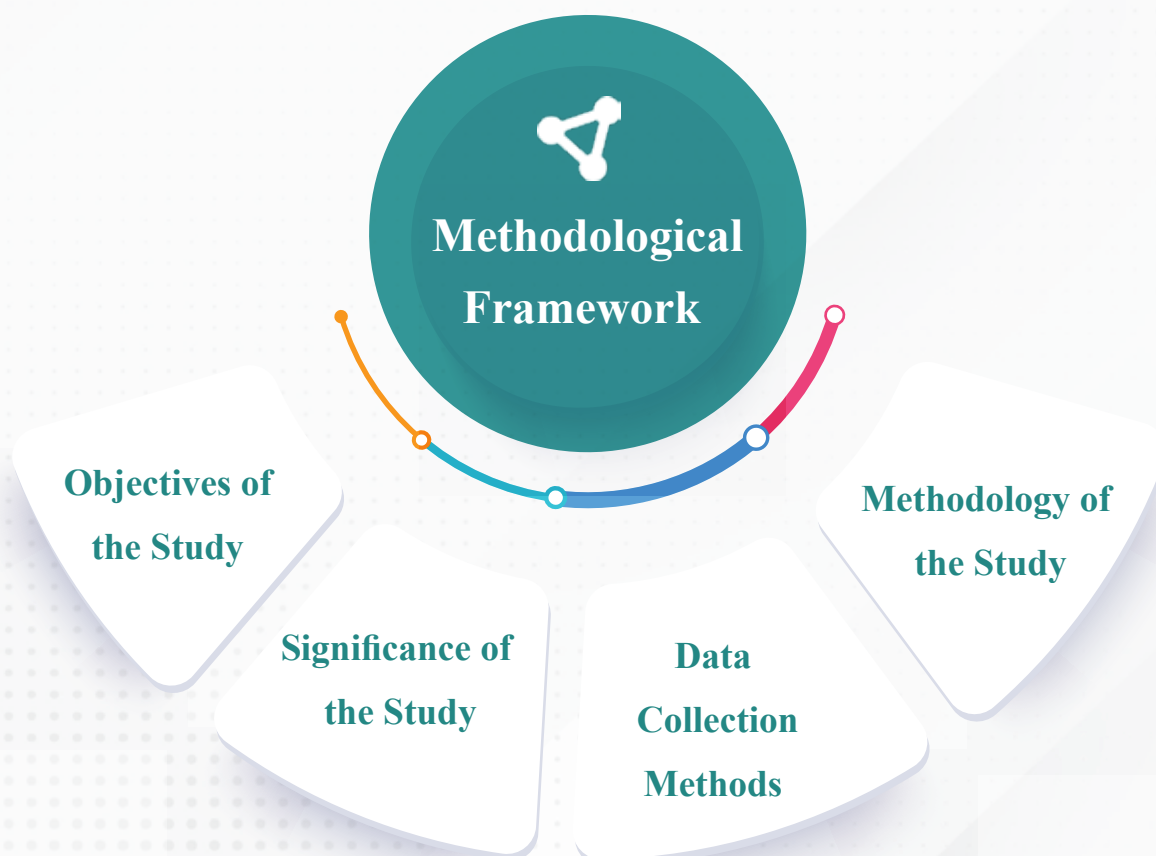 Methodological
Framework
Objectives of
the Study
Significance of
the Study
Data
Collection
Methods
Methodology of
the Study